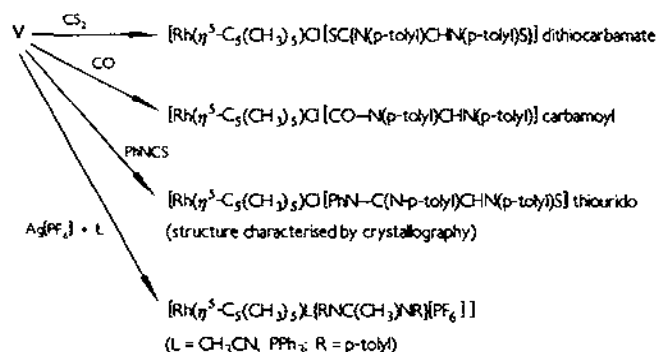 V
CS₂
[Rh(η⁵-C₅(CH₃)₅)Cl[SC{N(p-tolyl)CHN(p-tolyl)S}] dithiocarbamate
CO
[Rh(η⁵-C₅(CH₃)₅)Cl[CO–N(p-tolyl)CHN(p-tolyl)] carbamoyl
PhNCS
[Rh(η⁵-C₅(CH₃)₅)Cl[PhN–C(N-p-tolyl)CHN(p-tolyl)S] thiourido
(structure characterised by crystallography)
Ag[PF₆] + L
[Rh(η⁵-C₅(CH₃)₅)L{RNC(CH₃)NR}[PF₆]]
(L = CH₃CN, PPh₃; R = p-tolyl)